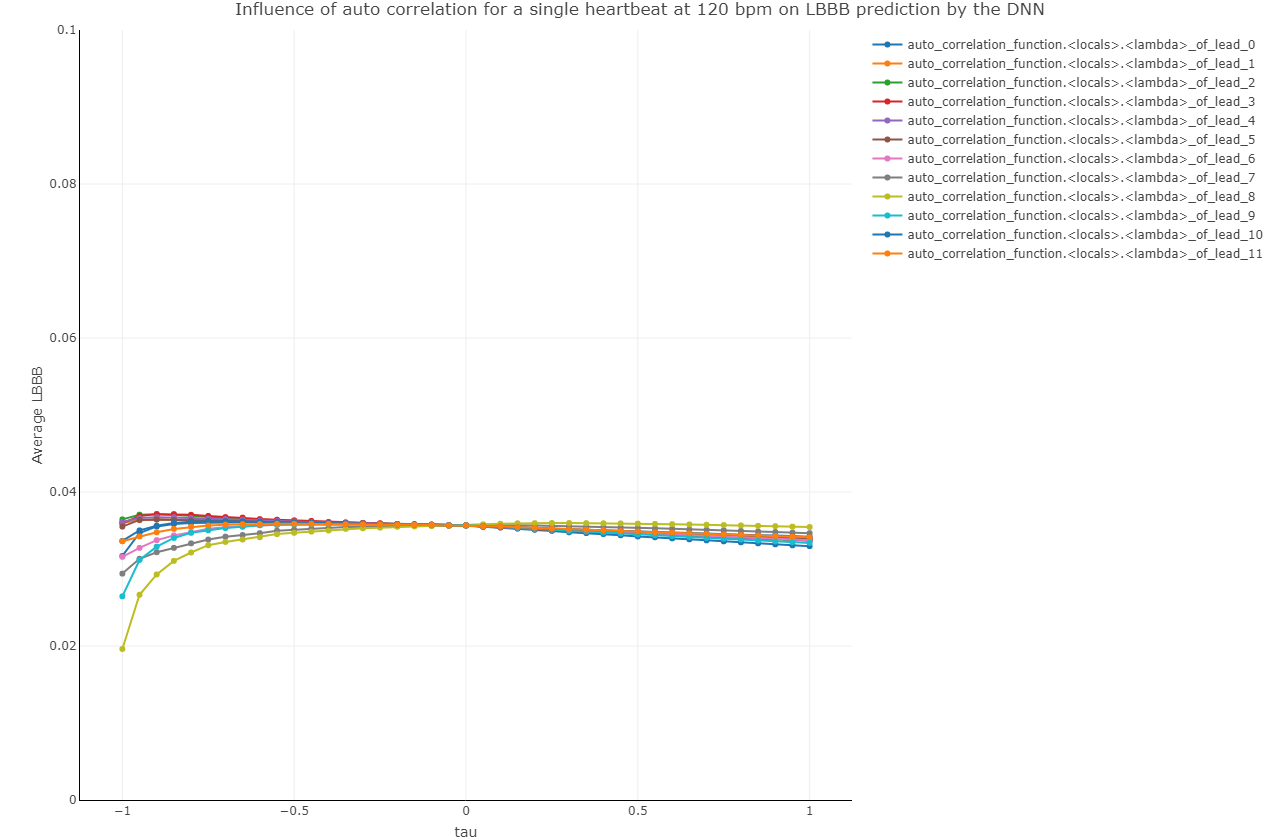 Influence of auto correlation for a single heartbeat at 120 bpm on LBBB prediction by the DNN
0.1
0.08
0.06
0.04
0.02
0
Average LBBB
−1
−0.5
0
0.5
1
tau
auto_correlation_function.<locals>.<lambda>_of_lead_0
auto_correlation_function.<locals>.<lambda>_of_lead_1
auto_correlation_function.<locals>.<lambda>_of_lead_2
auto_correlation_function.<locals>.<lambda>_of_lead_3
auto_correlation_function.<locals>.<lambda>_of_lead_4
auto_correlation_function.<locals>.<lambda>_of_lead_5
auto_correlation_function.<locals>.<lambda>_of_lead_6
auto_correlation_function.<locals>.<lambda>_of_lead_7
auto_correlation_function.<locals>.<lambda>_of_lead_8
auto_correlation_function.<locals>.<lambda>_of_lead_9
auto_correlation_function.<locals>.<lambda>_of_lead_10
auto_correlation_function.<locals>.<lambda>_of_lead_11